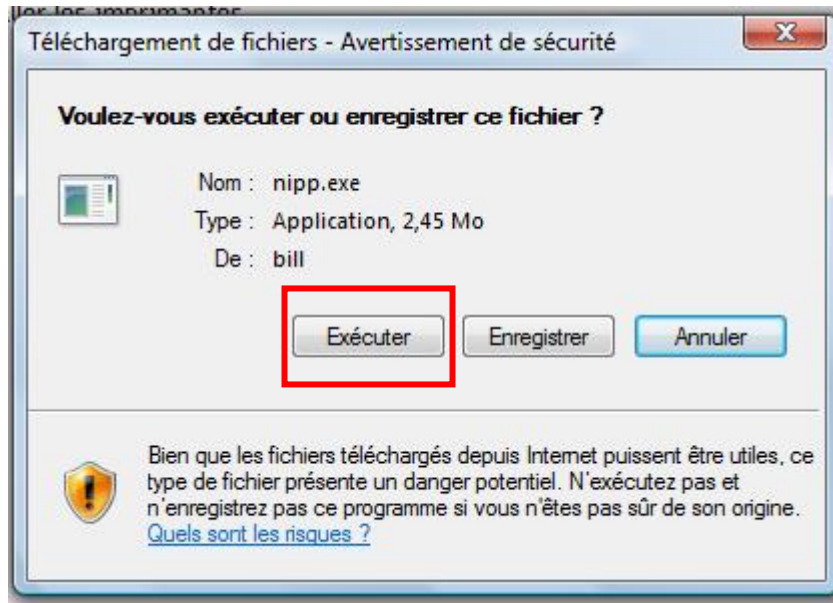 ller les imprimantes
Téléchargement de fichiers - Avertissement de sécurité
Voulez-vous exécuter ou enregistrer ce fichier ?
Nom : nipp.exe
Type : Application, 2,45 Mo
De : bill
Exécuter Enregistrer Annuler
Bien que les fichiers téléchargés depuis Internet puissent être utiles, ce
type de fichier présente un danger potentiel. N'exécutez pas et
n'enregistrez pas ce programme si vous n'êtes pas sûr de son origine.
Quels sont les risques ?